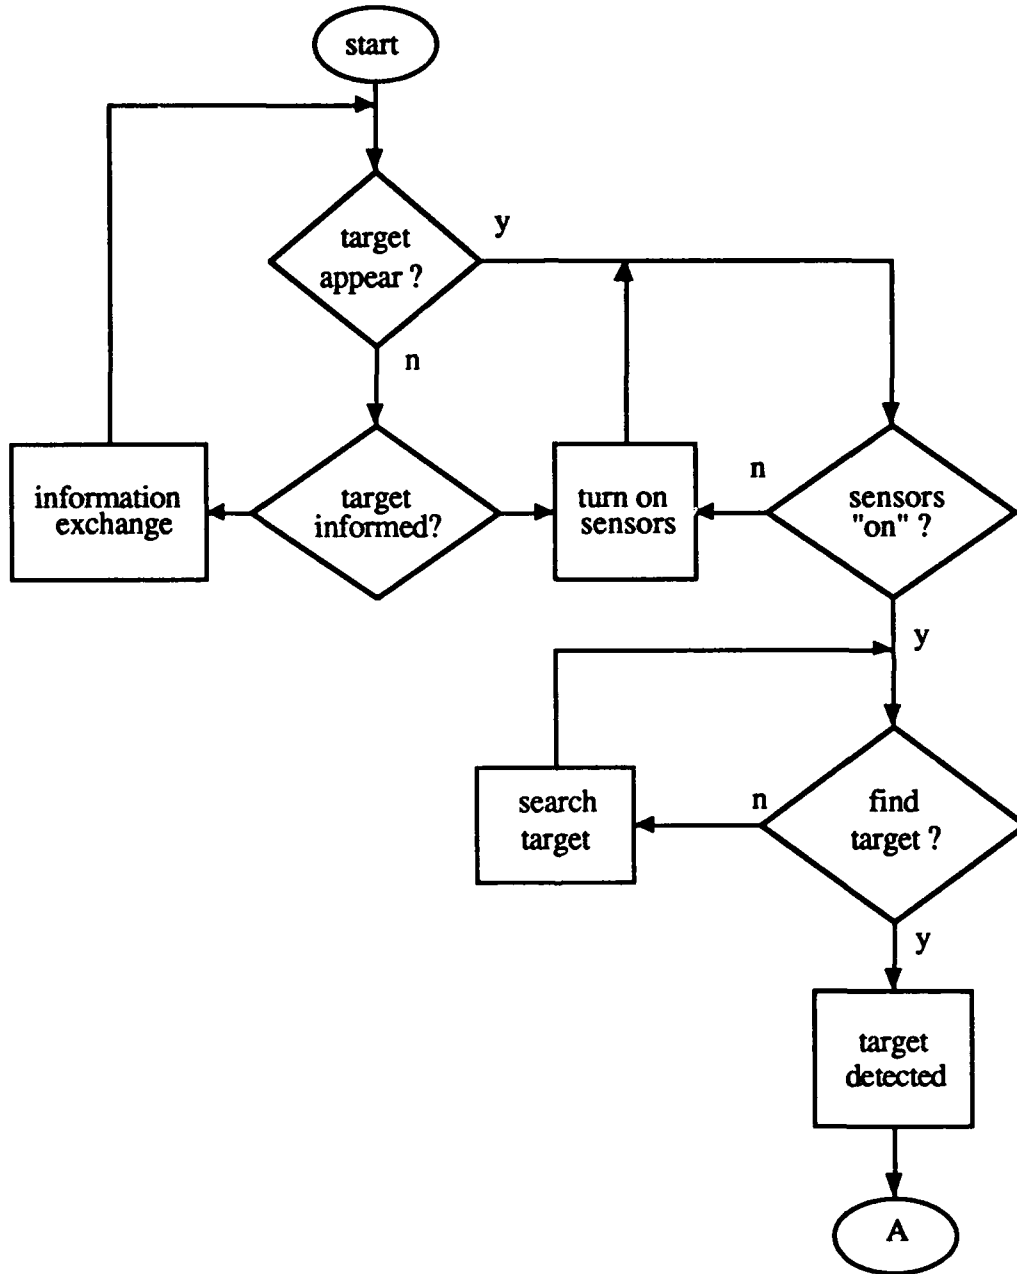 start
target
appear ?
y
n
information
exchange
target
informed?
turn on
sensors
n
sensors
"on" ?
y
search
target
n
find
target ?
y
target
detected
A